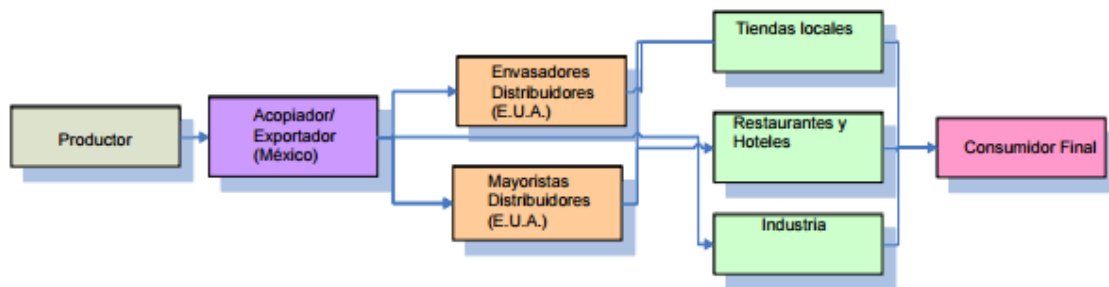 Productor
Acopiador/
Exportador
(México)
Envasadores
Distribuidores
(E.U.A.)
Mayoristas
Distribuidores
(E.U.A.)
Tiendas locales
Restaurantes y
Hoteles
Industria
Consumidor Final